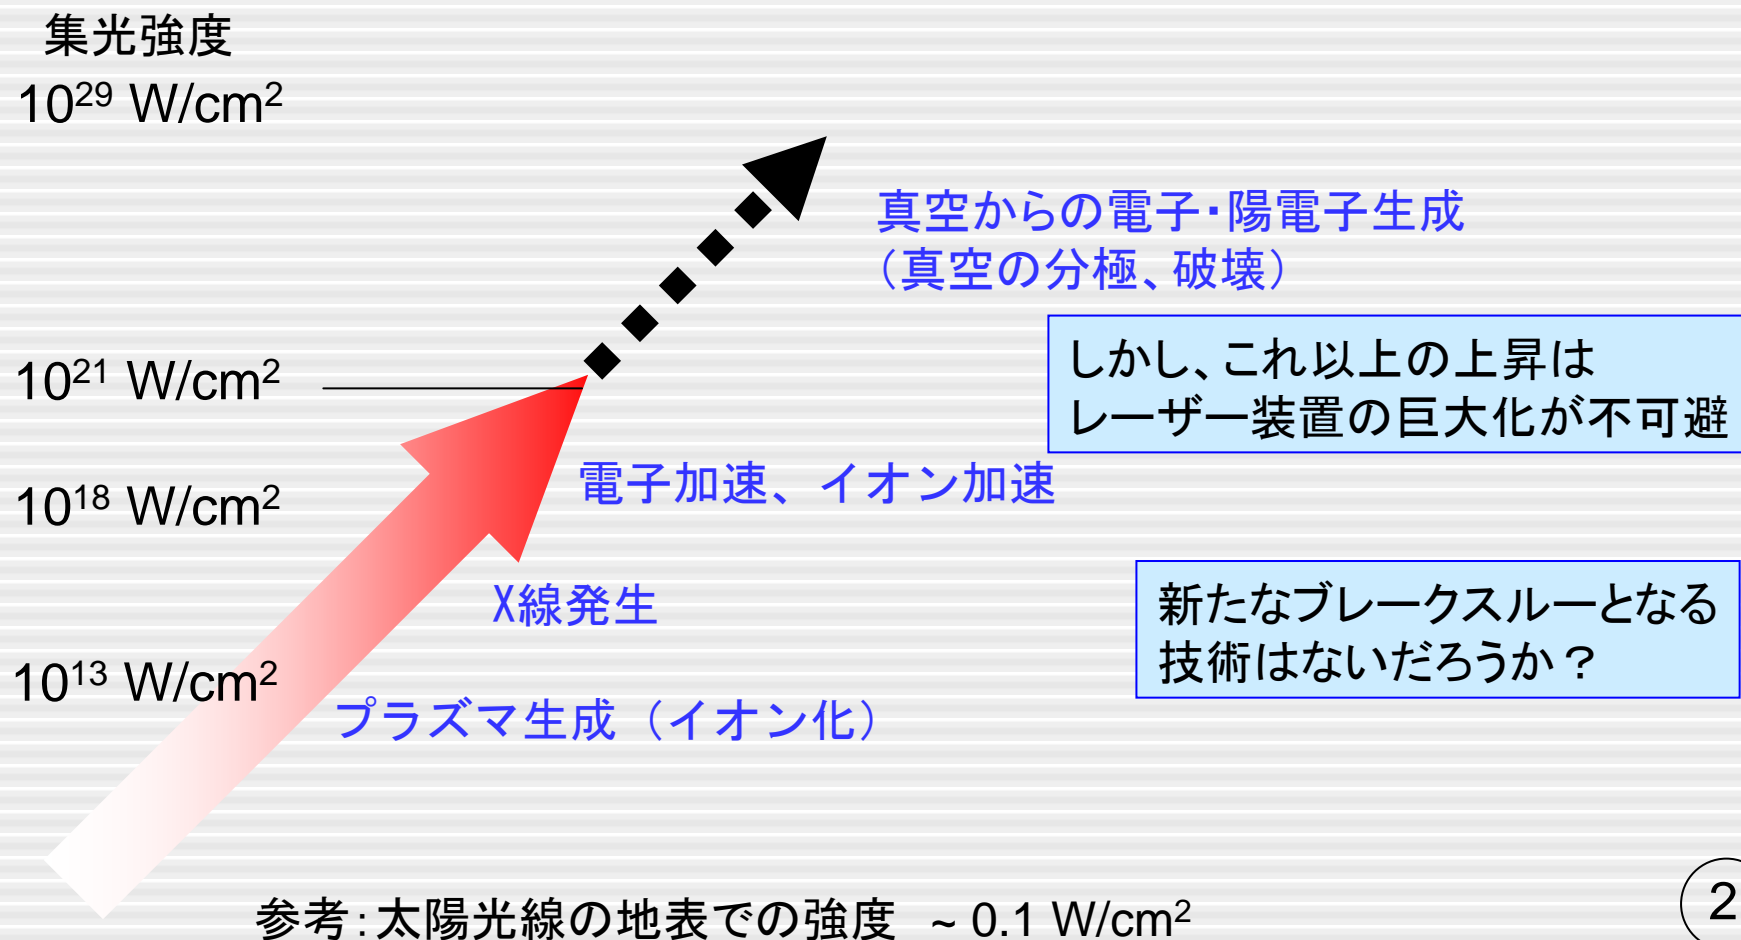 集光強度
10²⁹ W/cm²
真空からの電子・陽電子生成
（真空の分極、破壊）
しかし、これ以上の上昇は
レーザー装置の巨大化が不可避
10²¹ W/cm²
電子加速、イオン加速
10¹⁸ W/cm²
X線発生
新たなブレークスルーとなる
技術はないだろうか？
10¹³ W/cm²
プラズマ生成（イオン化）
参考：太陽光線の地表での強度 ~ 0.1 W/cm²
2